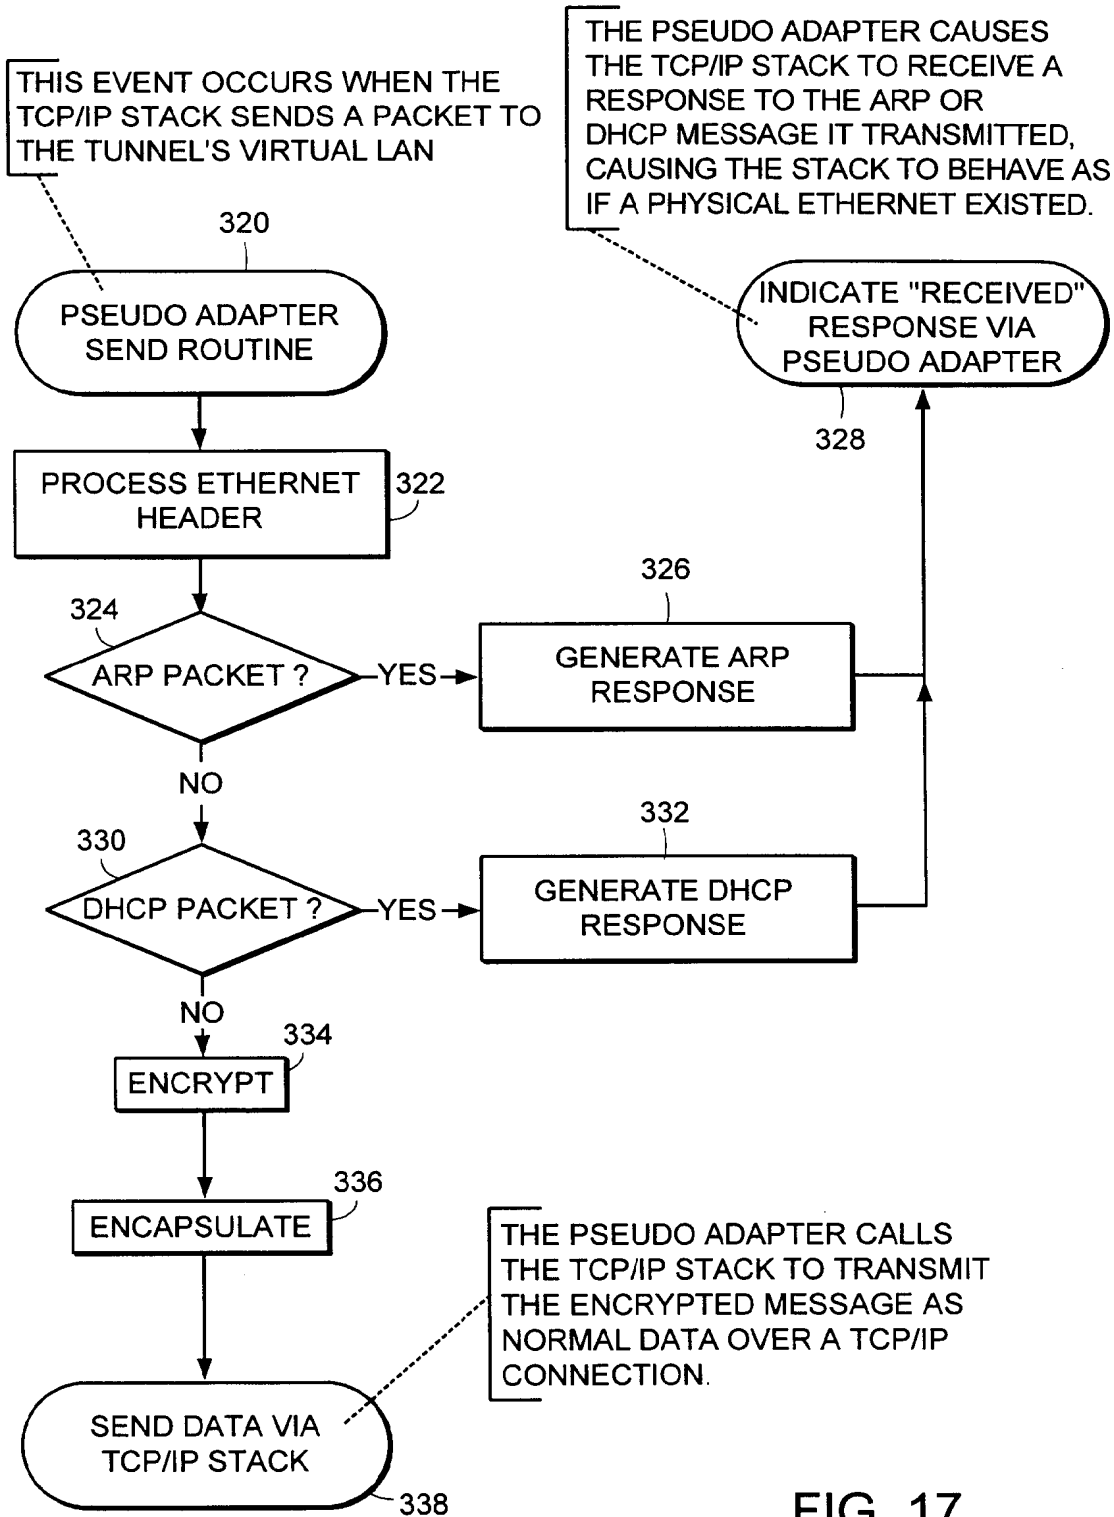 THIS EVENT OCCURS WHEN THE
TCP/IP STACK SENDS A PACKET TO
THE TUNNEL'S VIRTUAL LAN
THE PSEUDO ADAPTER CAUSES
THE TCP/IP STACK TO RECEIVE A
RESPONSE TO THE ARP OR
DHCP MESSAGE IT TRANSMITTED,
CAUSING THE STACK TO BEHAVE AS
IF A PHYSICAL ETHERNET EXISTED.
320
PSEUDO ADAPTER
SEND ROUTINE
INDICATE "RECEIVED"
RESPONSE VIA
PSEUDO ADAPTER
328
PROCESS ETHERNET
HEADER
322
324
ARP PACKET ?
YES
326
GENERATE ARP
RESPONSE
NO
330
DHCP PACKET ?
YES
332
GENERATE DHCP
RESPONSE
NO
334
ENCRYPT
336
ENCAPSULATE
THE PSEUDO ADAPTER CALLS
THE TCP/IP STACK TO TRANSMIT
THE ENCRYPTED MESSAGE AS
NORMAL DATA OVER A TCP/IP
CONNECTION.
SEND DATA VIA
TCP/IP STACK
338
FIG. 17